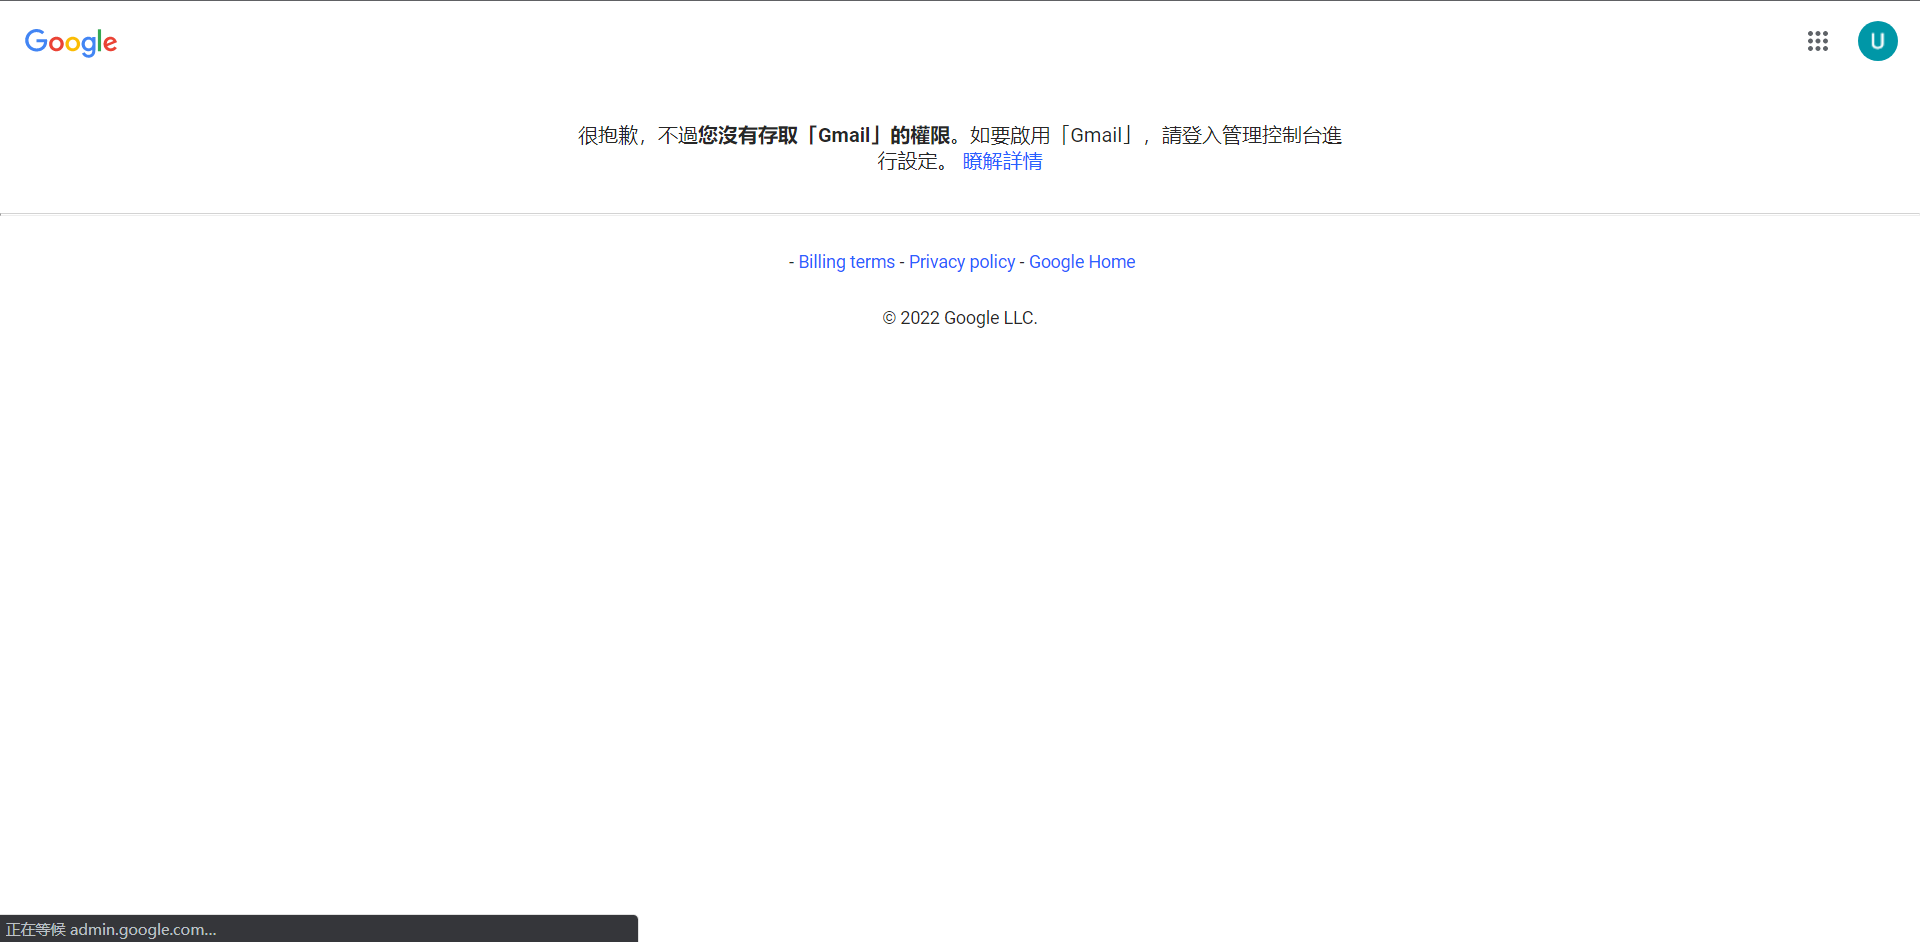 Google
U
很抱歉，不過您沒有存取「Gmail」的權限。如要啟用「Gmail」，請登入管理控制台進
行設定。 瞭解詳情
- Billing terms - Privacy policy - Google Home
© 2022 Google LLC.
正在等候 admin.google.com...